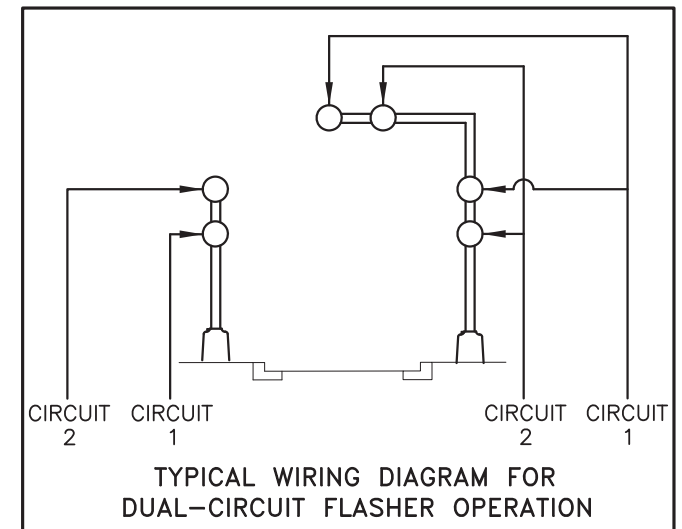 CIRCUIT 2
CIRCUIT 1
CIRCUIT 2
CIRCUIT 1
TYPICAL WIRING DIAGRAM FOR
DUAL-CIRCUIT FLASHER OPERATION